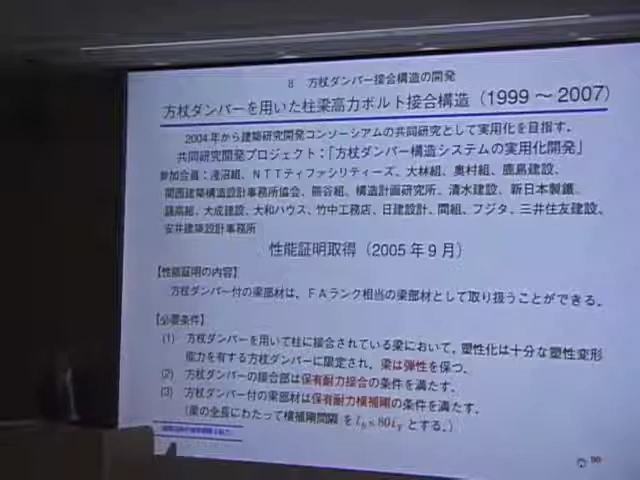 8 方杖ダンパー接合構造の開発
方杖ダンパーを用いた柱梁高力ボルト接合構造(1999～2007)
2004年から建築研究開発コンソーシアムの共同研究として実用化を目指す.
共同研究開発プロジェクト:「方杖ダンパー構造システムの実用化開発」
参加会員:淺沼組、NTTファシリティーズ、大林組、奥村組、鹿島建設、
関西建築構造設計事務所協会、熊谷組、構造計画研究所、清水建設、新日本製鐵、
錢高組、大成建設、大和ハウス、竹中工務店、日建設計、間組、フジタ、三井住友建設、
安井建築設計事務所
性能証明取得(2005年9月)
【性能証明の内容】
方杖ダンパー付の梁部材は、FAランク相当の梁部材として取り扱うことができる.
【必要条件】
(1) 方杖ダンパーを用いて柱に接合されている梁において, 塑性化は十分な塑性変形
能力を有する方杖ダンパーに限定され, 梁は弾性を保つ.
(2) 方杖ダンパーの接合部は保有耐力接合の条件を満たす.
(3) 方杖ダンパー付の梁部材は保有耐力横補剛の条件を満たす.
(梁の全長にわたって横補剛間隔 を l_b≤80i_y とする.)